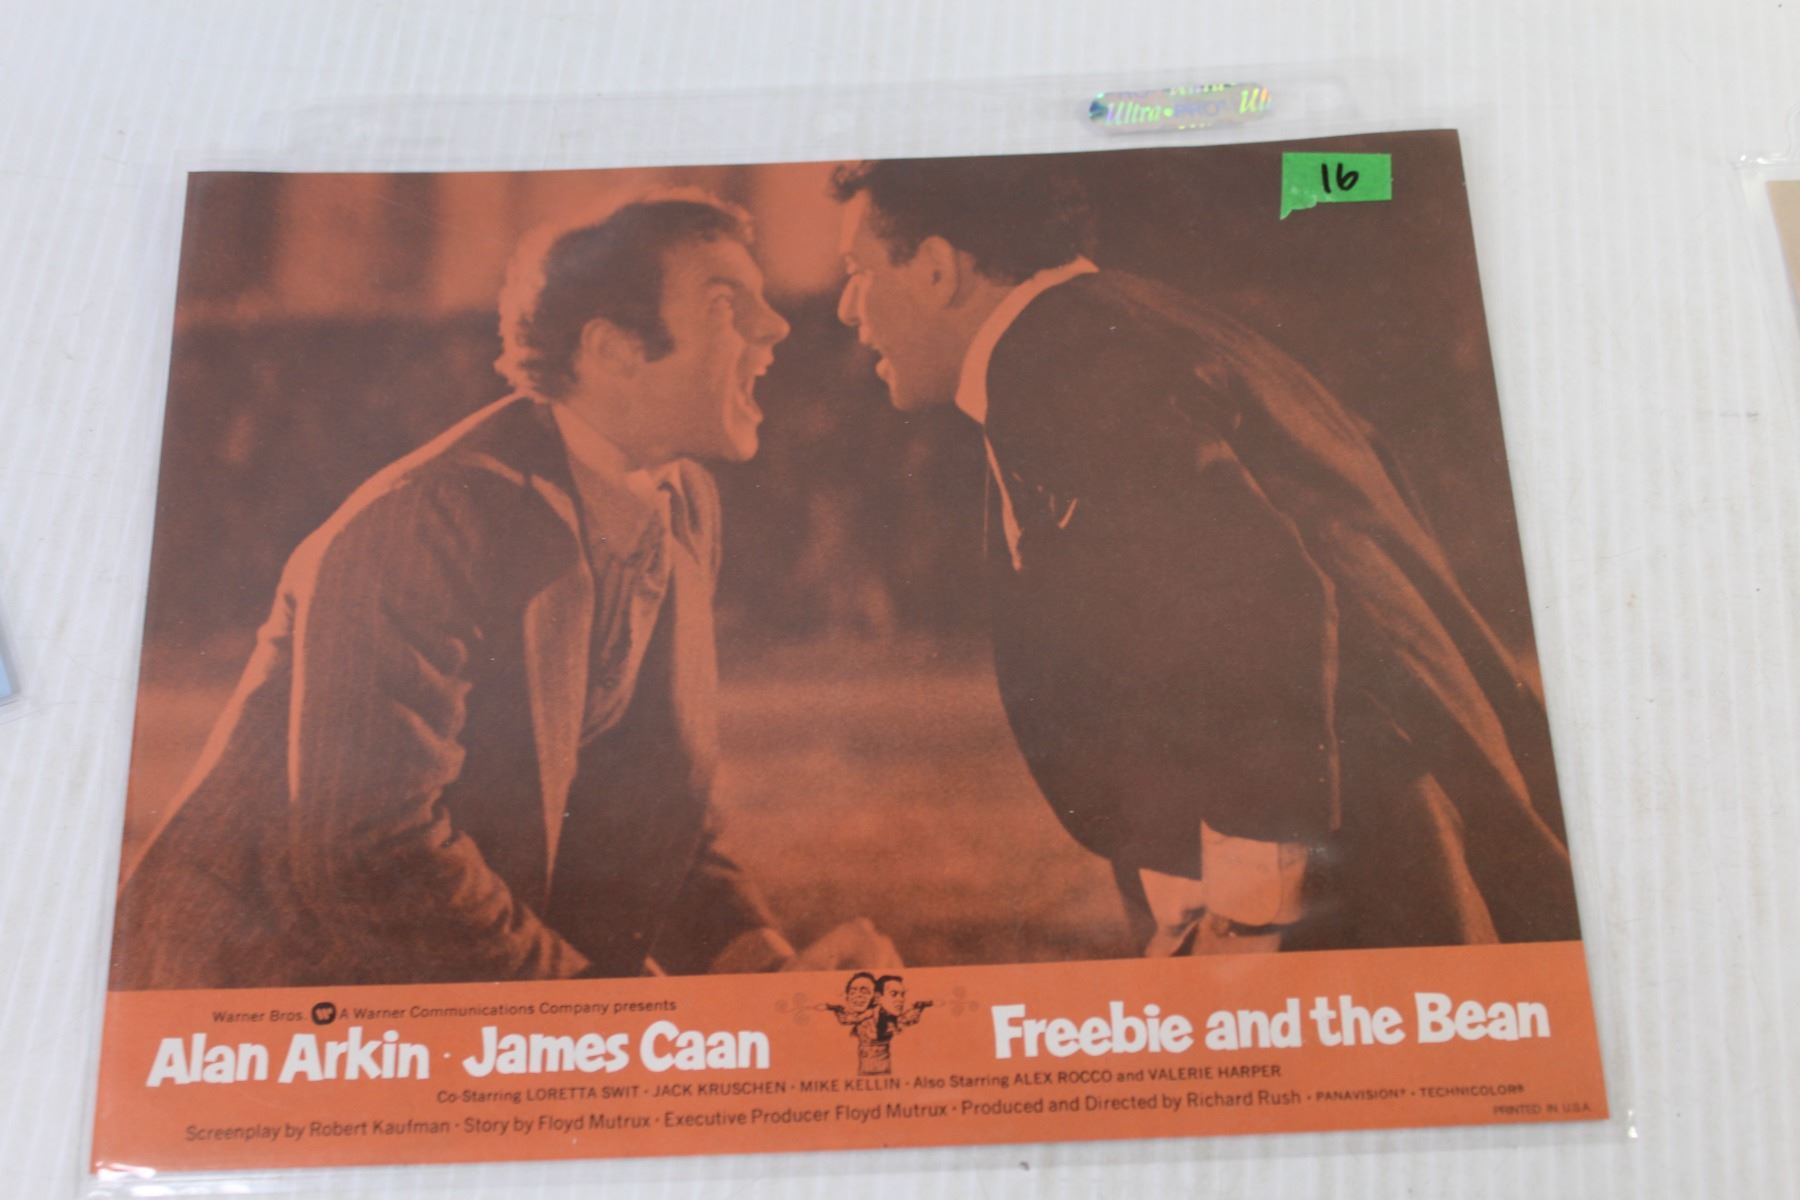 Ultra•PRO® Ul
16
Warner Bros. W A Warner Communications Company presents
Alan Arkin · James Caan
Freebie and the Bean
Co-Starring LORETTA SWIT · JACK KRUSCHEN · MIKE KELLIN · Also Starring ALEX ROCCO and VALERIE HARPER
Screenplay by Robert Kaufman · Story by Floyd Mutrux · Executive Producer Floyd Mutrux · Produced and Directed by Richard Rush · PANAVISION® · TECHNICOLOR®
PRINTED IN U.S.A.